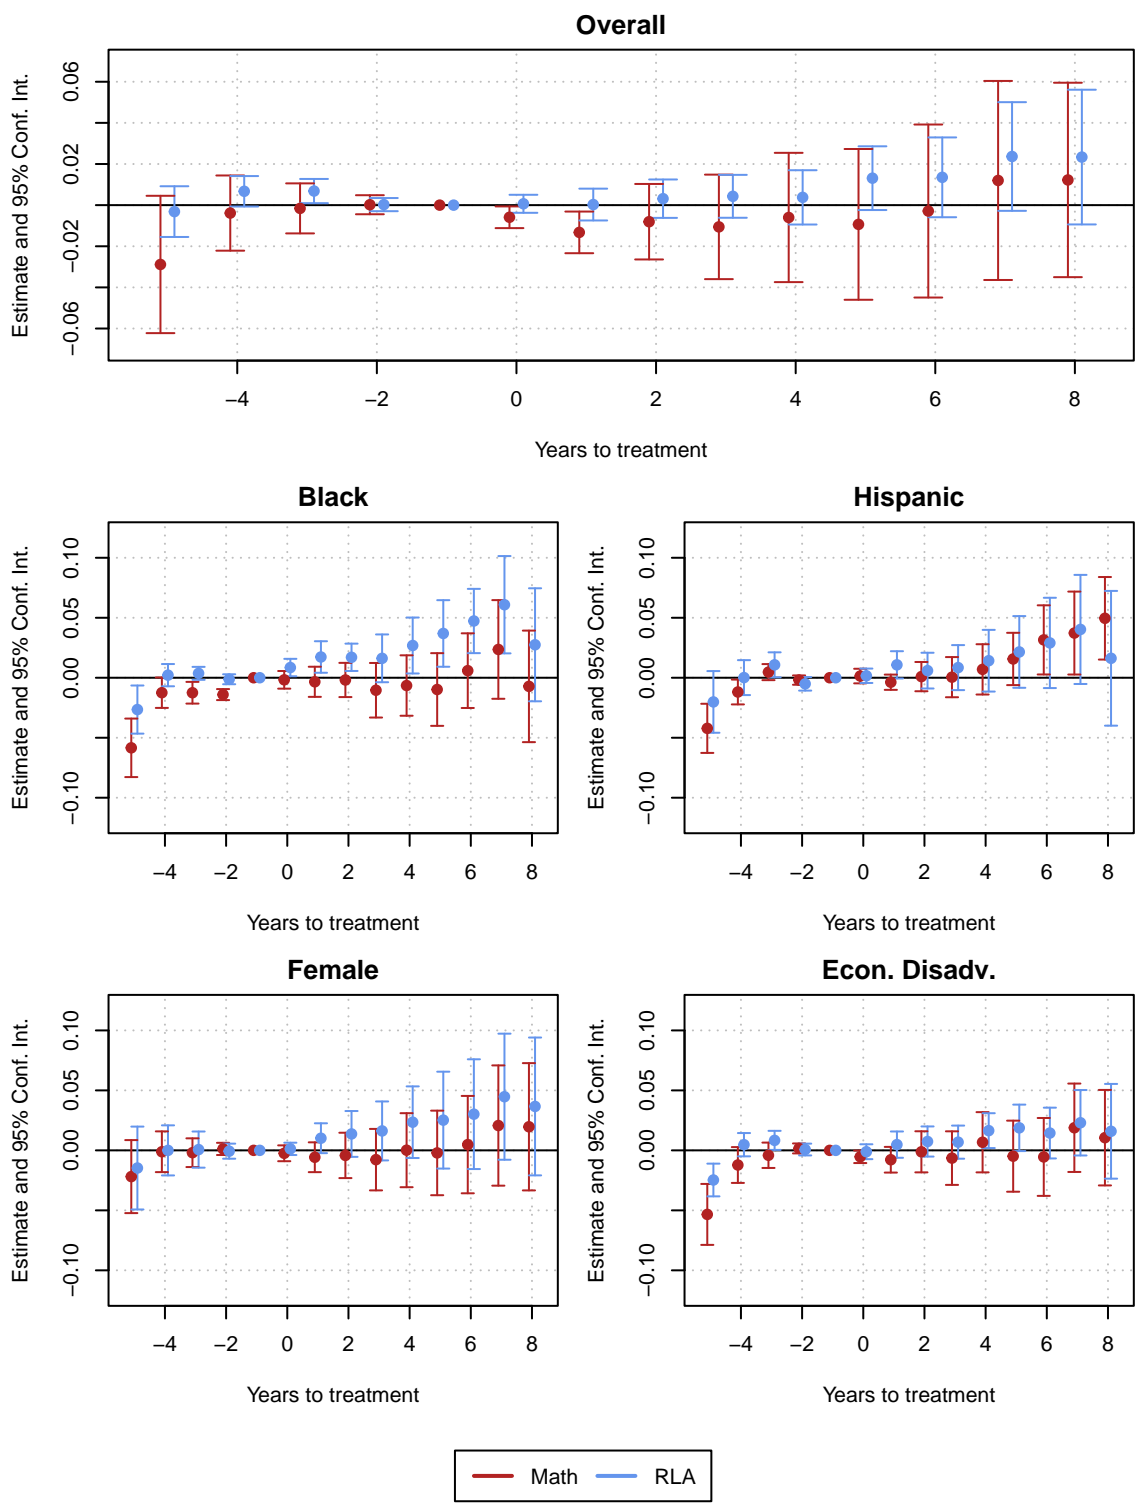 Overall
Estimate and 95% Conf. Int.
0.06
0.02
−0.02
−0.06
−4 −2 0 2 4 6 8
Years to treatment
Black
Estimate and 95% Conf. Int.
0.10
0.05
0.00
−0.10
−4 −2 0 2 4 6 8
Years to treatment
Hispanic
Estimate and 95% Conf. Int.
0.10
0.05
0.00
−0.10
−4 −2 0 2 4 6 8
Years to treatment
Female
Estimate and 95% Conf. Int.
0.10
0.05
0.00
−0.10
−4 −2 0 2 4 6 8
Years to treatment
Econ. Disadv.
Estimate and 95% Conf. Int.
0.10
0.05
0.00
−0.10
−4 −2 0 2 4 6 8
Years to treatment
Math RLA